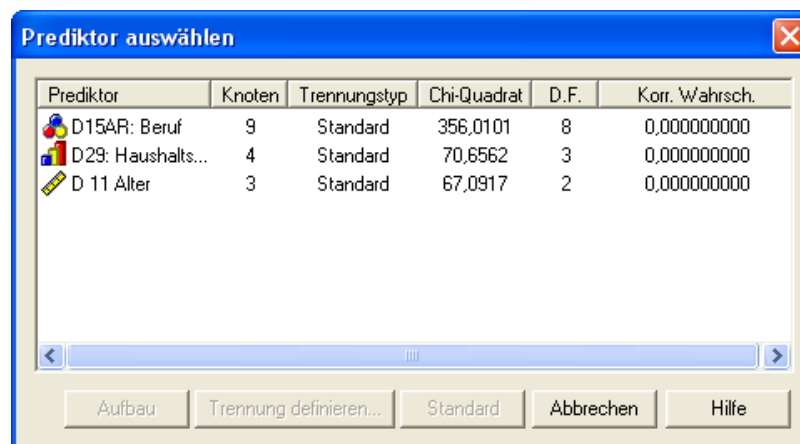 Prediktor auswählen
Prediktor Knoten Trennungstyp Chi-Quadrat D.F. Korr. Wahrsch.
D15AR: Beruf 9 Standard 356,0101 8 0,000000000
D29: Haushalts... 4 Standard 70,6562 3 0,000000000
D 11 Alter 3 Standard 67,0917 2 0,000000000
Aufbau Trennung definieren... Standard Abbrechen Hilfe